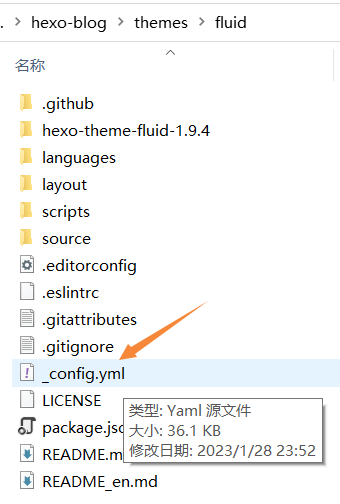 . hexo-blog > themes > fluid
名称
.github
hexo-theme-fluid-1.9.4
languages
layout
scripts
source
.editorconfig
.eslintrc
.gitattributes
.gitignore
_config.yml
LICENSE
类型: Yaml 源文件
package.jso
大小: 36.1 KB
README.m
修改日期: 2023/1/28 23:52
README_en.md